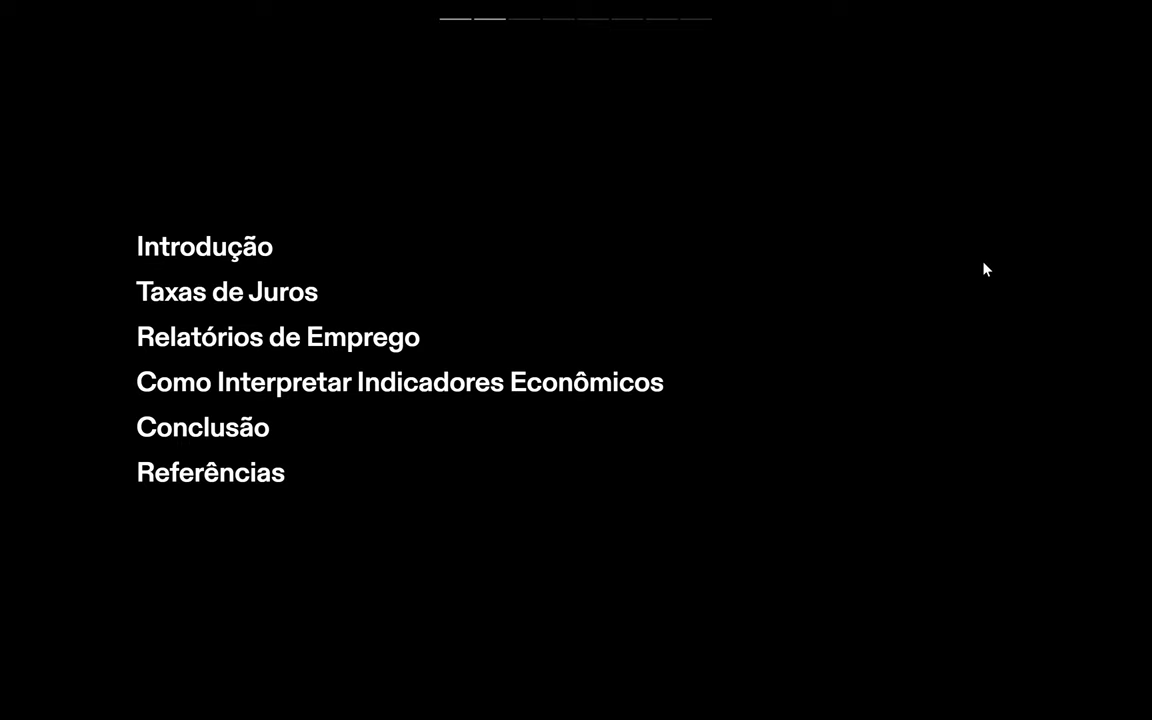 Introdução
Taxas de Juros
Relatórios de Emprego
Como Interpretar Indicadores Econômicos
Conclusão
Referências